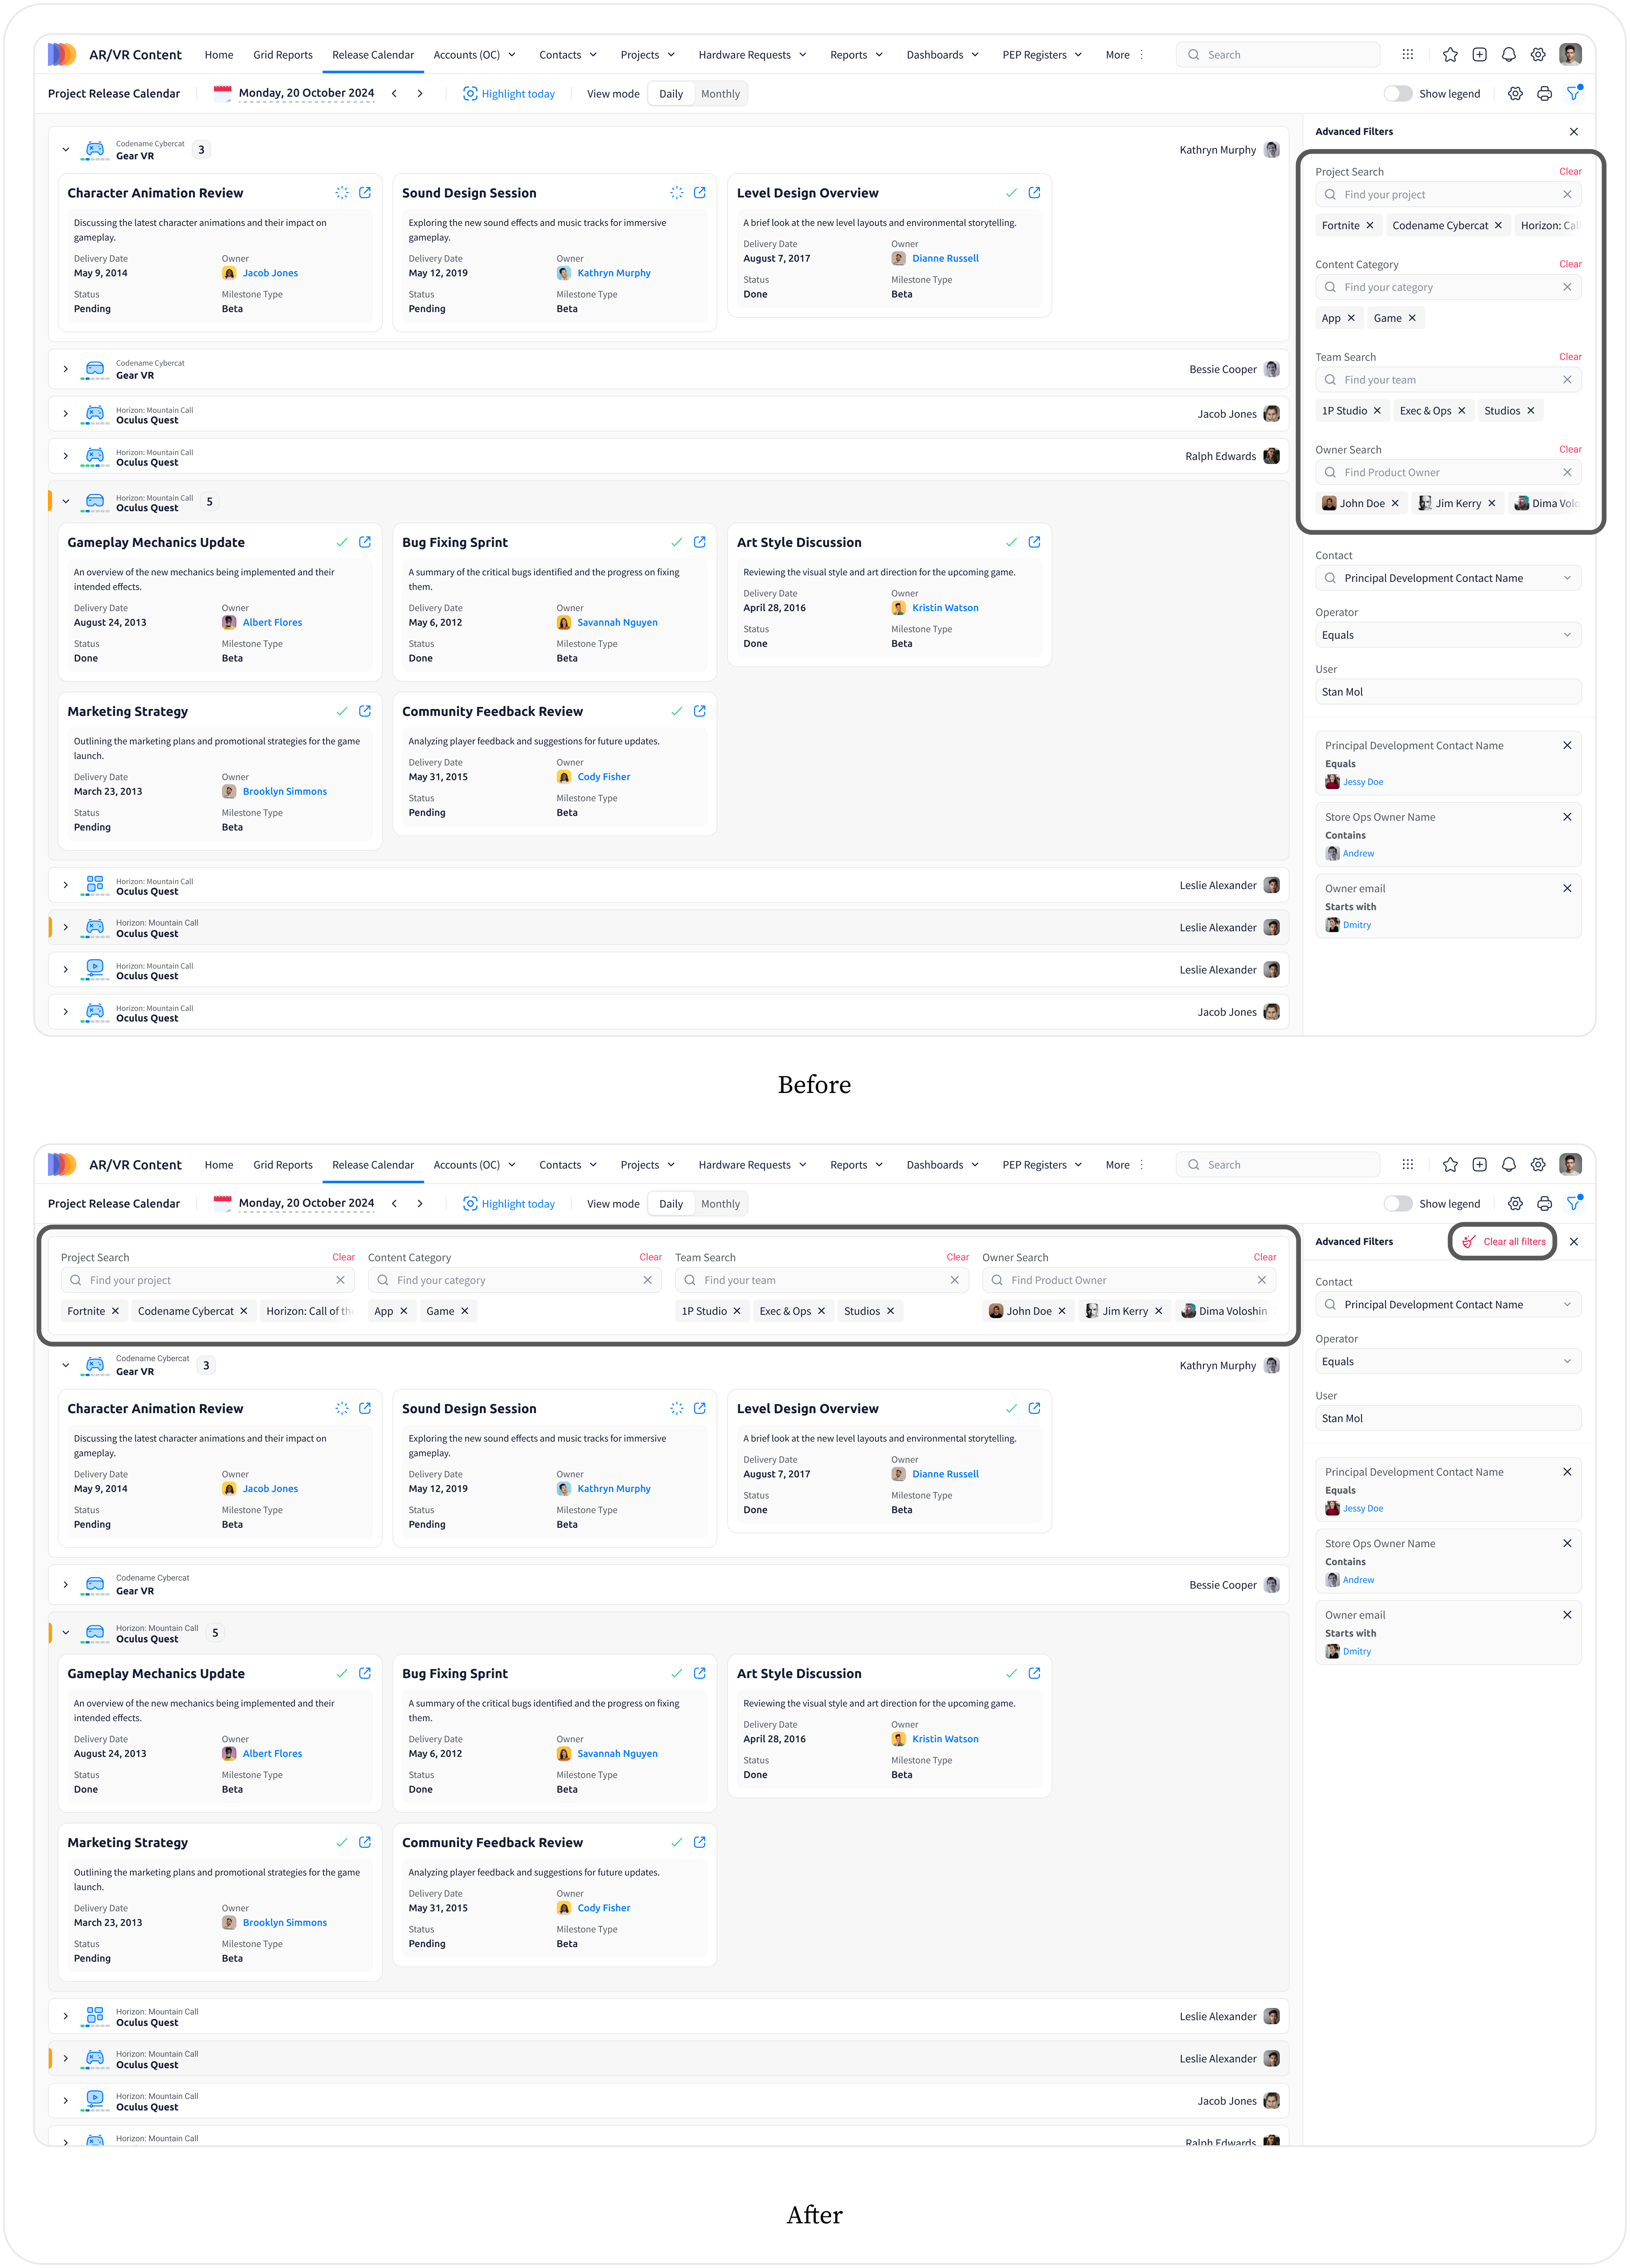 AR/VR Content Home Grid Reports Release Calendar Accounts (OC) Contacts Projects Hardware Requests Reports Dashboards PEP Registers More Search
Project Release Calendar Monday, 20 October 2024 Highlight today View mode Daily Monthly Show legend
Codename Cybercat
Gear VR 3 Kathryn Murphy
Character Animation Review
Discussing the latest character animations and their impact on
gameplay.
Delivery Date Owner
May 9, 2014 Jacob Jones
Status Milestone Type
Pending Beta
Sound Design Session
Exploring the new sound effects and music tracks for immersive
gameplay.
Delivery Date Owner
May 12, 2019 Kathryn Murphy
Status Milestone Type
Pending Beta
Level Design Overview
A brief look at the new level layouts and environmental storytelling.
Delivery Date Owner
August 7, 2017 Dianne Russell
Status Milestone Type
Done Beta
Codename Cybercat
Gear VR Bessie Cooper
Horizon: Mountain Call
Oculus Quest Jacob Jones
Horizon: Mountain Call
Oculus Quest Ralph Edwards
Horizon: Mountain Call
Oculus Quest 5
Gameplay Mechanics Update
An overview of the new mechanics being implemented and their
intended effects.
Delivery Date Owner
August 24, 2013 Albert Flores
Status Milestone Type
Done Beta
Bug Fixing Sprint
A summary of the critical bugs identified and the progress on fixing
them.
Delivery Date Owner
May 6, 2012 Savannah Nguyen
Status Milestone Type
Done Beta
Art Style Discussion
Reviewing the visual style and art direction for the upcoming game.
Delivery Date Owner
April 28, 2016 Kristin Watson
Status Milestone Type
Done Beta
Marketing Strategy
Outlining the marketing plans and promotional strategies for the game
launch.
Delivery Date Owner
March 23, 2013 Brooklyn Simmons
Status Milestone Type
Pending Beta
Community Feedback Review
Analyzing player feedback and suggestions for future updates.
Delivery Date Owner
May 31, 2015 Cody Fisher
Status Milestone Type
Pending Beta
Horizon: Mountain Call
Oculus Quest Leslie Alexander
Horizon: Mountain Call
Oculus Quest Leslie Alexander
Horizon: Mountain Call
Oculus Quest Leslie Alexander
Horizon: Mountain Call
Oculus Quest Jacob Jones
Advanced Filters
Project Search Clear
Find your project
Fortnite Codename Cybercat Horizon: Cal
Content Category Clear
Find your category
App Game
Team Search Clear
Find your team
1P Studio Exec & Ops Studios
Owner Search Clear
Find Product Owner
John Doe Jim Kerry Dima Volo
Contact
Principal Development Contact Name
Operator
Equals
User
Stan Mol
Principal Development Contact Name
Equals
Jessy Doe
Store Ops Owner Name
Contains
Andrew
Owner email
Starts with
Dmitry
Before
AR/VR Content Home Grid Reports Release Calendar Accounts (OC) Contacts Projects Hardware Requests Reports Dashboards PEP Registers More Search
Project Release Calendar Monday, 20 October 2024 Highlight today View mode Daily Monthly Show legend
Project Search Clear
Find your project
Fortnite Codename Cybercat Horizon: Call of th
Content Category Clear
Find your category
App Game
Team Search Clear
Find your team
1P Studio Exec & Ops Studios
Owner Search Clear
Find Product Owner
John Doe Jim Kerry Dima Voloshin
Codename Cybercat
Gear VR 3 Kathryn Murphy
Character Animation Review
Discussing the latest character animations and their impact on
gameplay.
Delivery Date Owner
May 9, 2014 Jacob Jones
Status Milestone Type
Pending Beta
Sound Design Session
Exploring the new sound effects and music tracks for immersive
gameplay.
Delivery Date Owner
May 12, 2019 Kathryn Murphy
Status Milestone Type
Pending Beta
Level Design Overview
A brief look at the new level layouts and environmental storytelling.
Delivery Date Owner
August 7, 2017 Dianne Russell
Status Milestone Type
Done Beta
Codename Cybercat
Gear VR Bessie Cooper
Horizon: Mountain Call
Oculus Quest 5
Gameplay Mechanics Update
An overview of the new mechanics being implemented and their
intended effects.
Delivery Date Owner
August 24, 2013 Albert Flores
Status Milestone Type
Done Beta
Bug Fixing Sprint
A summary of the critical bugs identified and the progress on fixing
them.
Delivery Date Owner
May 6, 2012 Savannah Nguyen
Status Milestone Type
Done Beta
Art Style Discussion
Reviewing the visual style and art direction for the upcoming game.
Delivery Date Owner
April 28, 2016 Kristin Watson
Status Milestone Type
Done Beta
Marketing Strategy
Outlining the marketing plans and promotional strategies for the game
launch.
Delivery Date Owner
March 23, 2013 Brooklyn Simmons
Status Milestone Type
Pending Beta
Community Feedback Review
Analyzing player feedback and suggestions for future updates.
Delivery Date Owner
May 31, 2015 Cody Fisher
Status Milestone Type
Pending Beta
Horizon: Mountain Call
Oculus Quest Leslie Alexander
Horizon: Mountain Call
Oculus Quest Leslie Alexander
Horizon: Mountain Call
Oculus Quest Jacob Jones
Horizon: Mountain Call
Ralph Edwards
Advanced Filters Clear all filters
Contact
Principal Development Contact Name
Operator
Equals
User
Stan Mol
Principal Development Contact Name
Equals
Jessy Doe
Store Ops Owner Name
Contains
Andrew
Owner email
Starts with
Dmitry
After